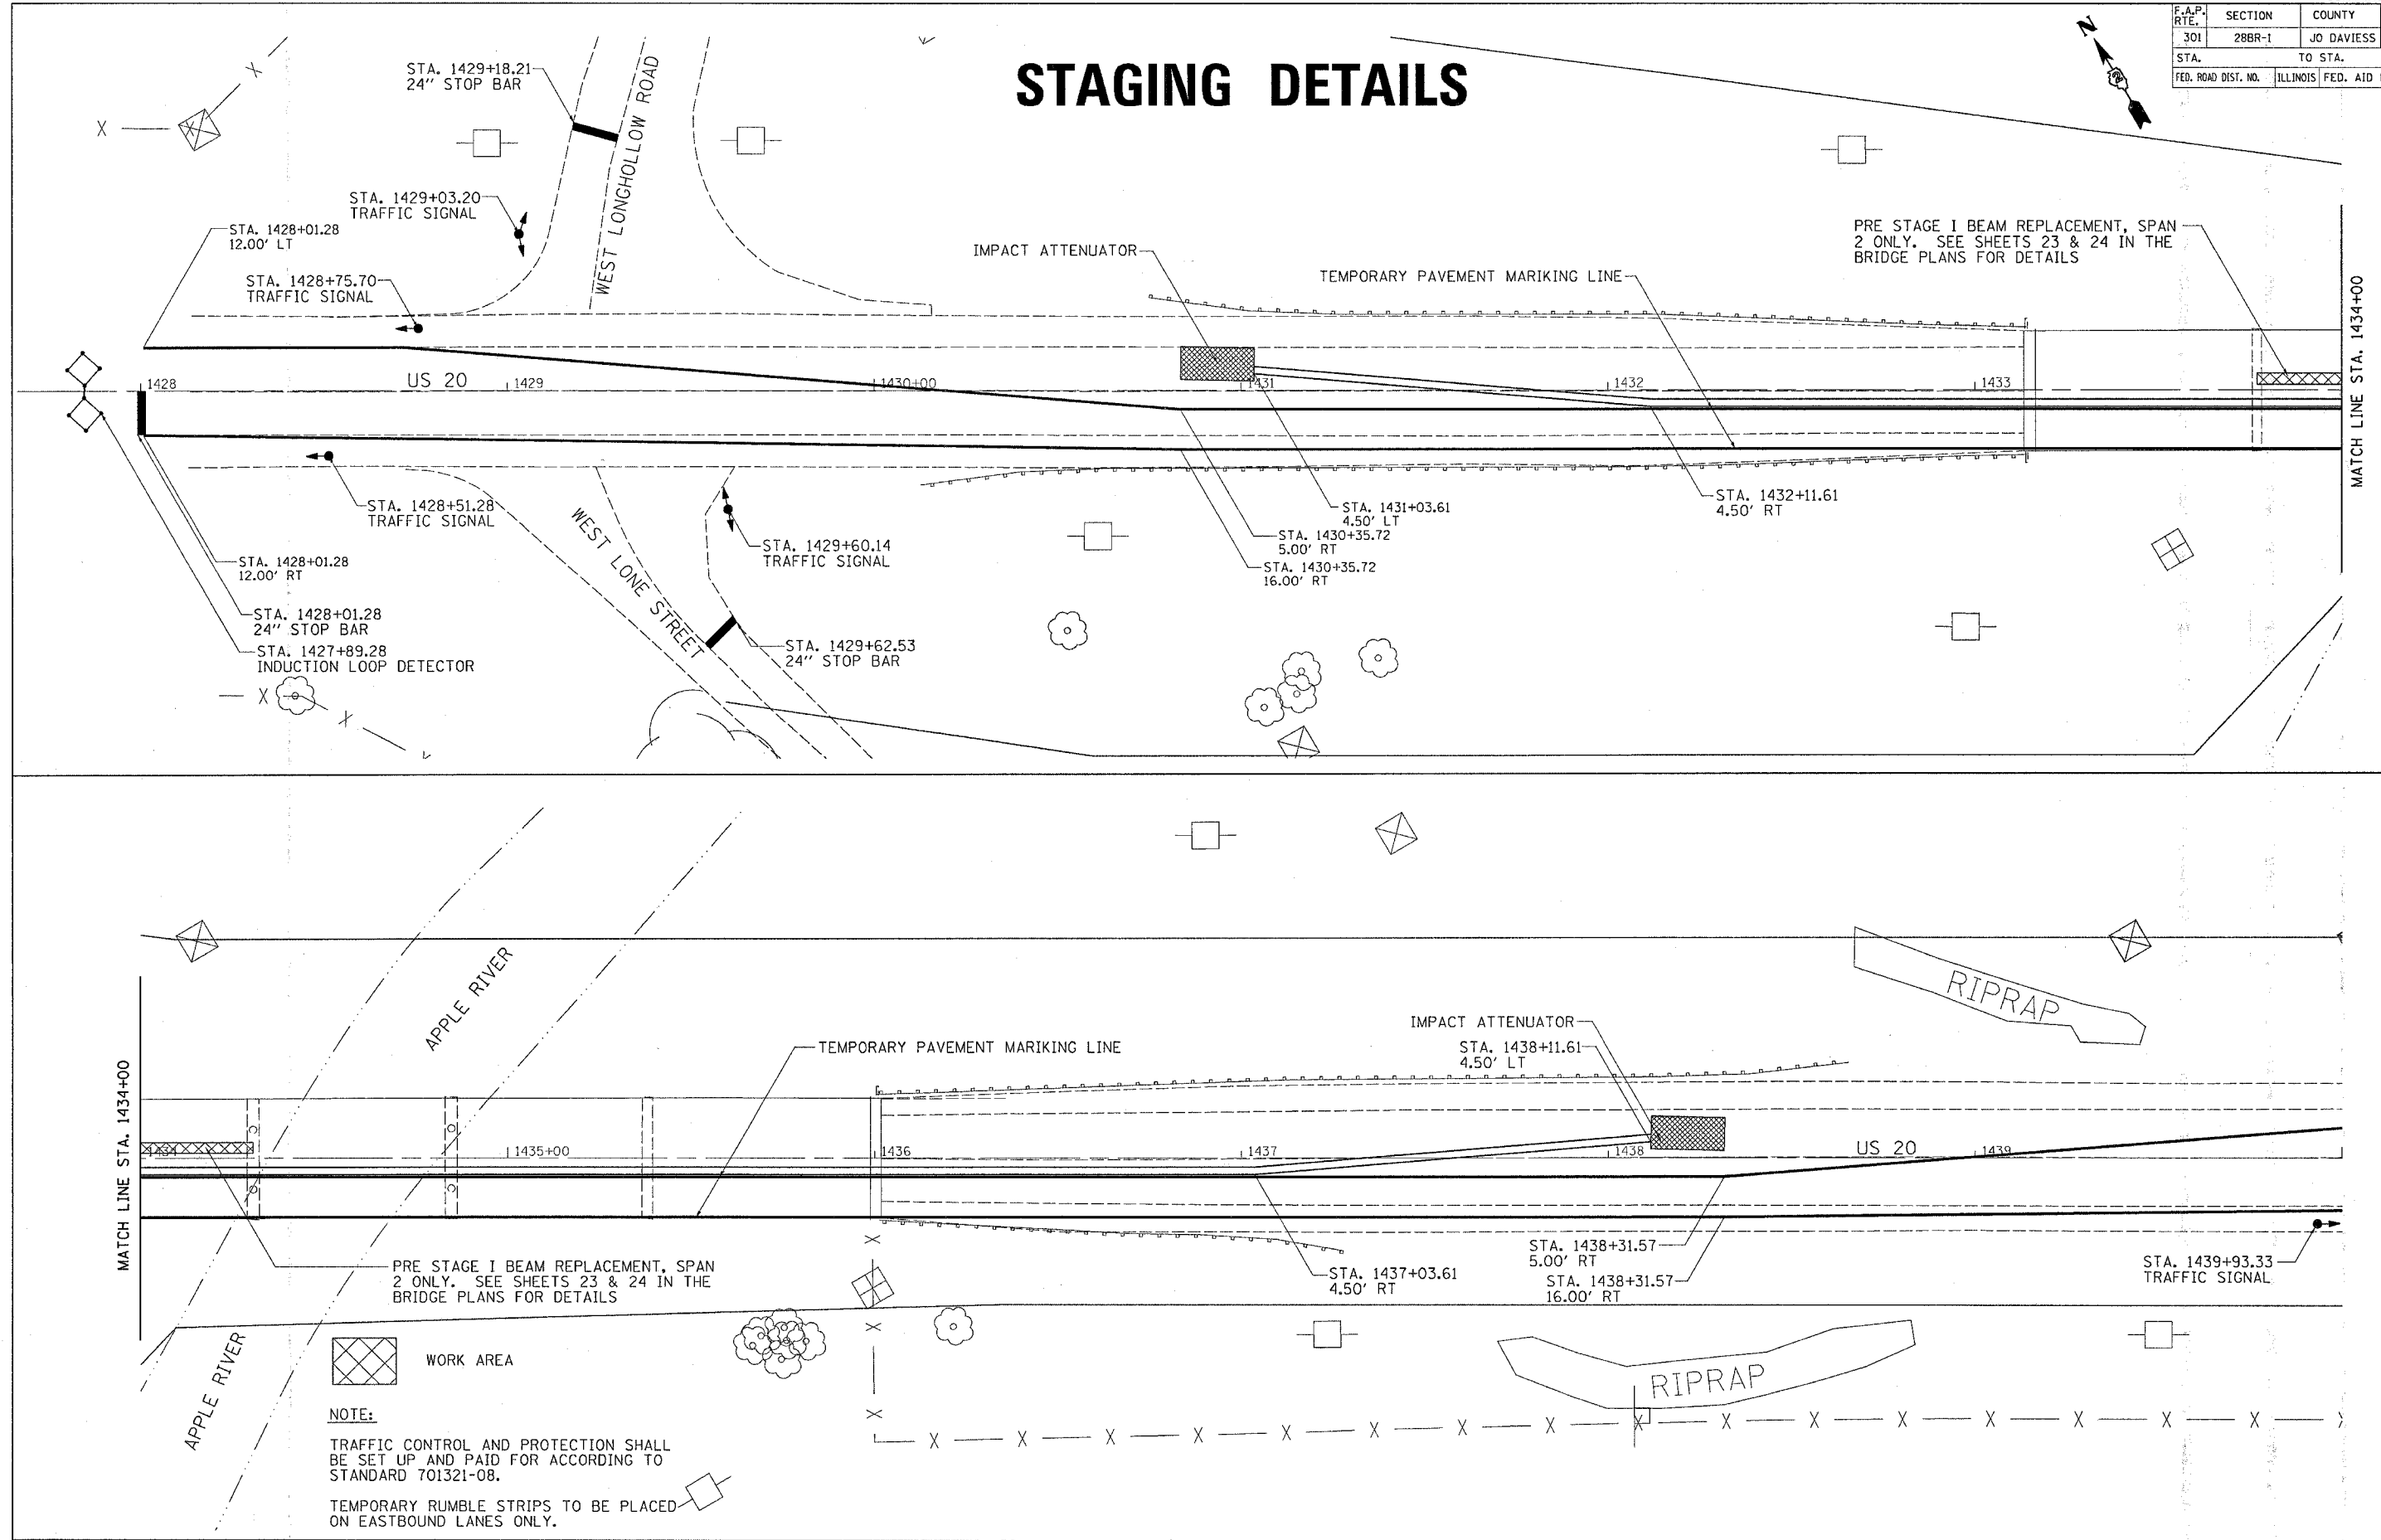 STAGING DETAILS
N
F.A.P. RTE. SECTION COUNTY
301 28BR-1 JO DAVIESS
STA. TO STA.
FED. ROAD DIST. NO. ILLINOIS FED. AID
STA. 1429+18.21
24" STOP BAR
WEST LONGHOLLOW ROAD
STA. 1429+03.20
TRAFFIC SIGNAL
STA. 1428+01.28
12.00' LT
STA. 1428+75.70
TRAFFIC SIGNAL
IMPACT ATTENUATOR
TEMPORARY PAVEMENT MARIKING LINE
PRE STAGE I BEAM REPLACEMENT, SPAN
2 ONLY. SEE SHEETS 23 & 24 IN THE
BRIDGE PLANS FOR DETAILS
MATCH LINE STA. 1434+00
1428 US 20 1429 1430+00 1431 1432 1433
STA. 1428+51.28
TRAFFIC SIGNAL
WEST LONE STREET
STA. 1429+60.14
TRAFFIC SIGNAL
STA. 1431+03.61
4.50' LT
STA. 1432+11.61
4.50' RT
STA. 1430+35.72
5.00' RT
STA. 1430+35.72
16.00' RT
STA. 1428+01.28
12.00' RT
STA. 1428+01.28
24" STOP BAR
STA. 1427+89.28
INDUCTION LOOP DETECTOR
STA. 1429+62.53
24" STOP BAR
APPLE RIVER
RIPRAP
IMPACT ATTENUATOR
STA. 1438+11.61
4.50' LT
TEMPORARY PAVEMENT MARIKING LINE
MATCH LINE STA. 1434+00
1434 1435+00 1436 1437 1438 US 20 1439
PRE STAGE I BEAM REPLACEMENT, SPAN
2 ONLY. SEE SHEETS 23 & 24 IN THE
BRIDGE PLANS FOR DETAILS
STA. 1437+03.61
4.50' RT
STA. 1438+31.57
5.00' RT
STA. 1438+31.57
16.00' RT
STA. 1439+93.33
TRAFFIC SIGNAL
APPLE RIVER
WORK AREA
RIPRAP
NOTE:
TRAFFIC CONTROL AND PROTECTION SHALL
BE SET UP AND PAID FOR ACCORDING TO
STANDARD 701321-08.
TEMPORARY RUMBLE STRIPS TO BE PLACED
ON EASTBOUND LANES ONLY.